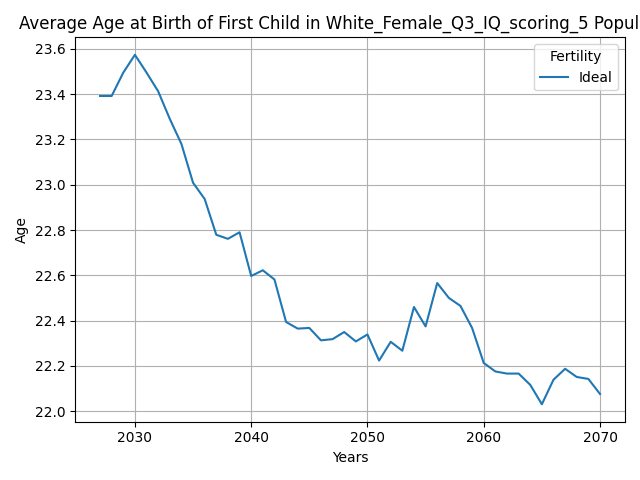 Average Age at Birth of First Child in White_Female_Q3_IQ_scoring_5 Popul
23.6
23.4
23.2
23.0
22.8
22.6
22.4
22.2
22.0
Age
Fertility
Ideal
2030 2040 2050 2060 2070
Years